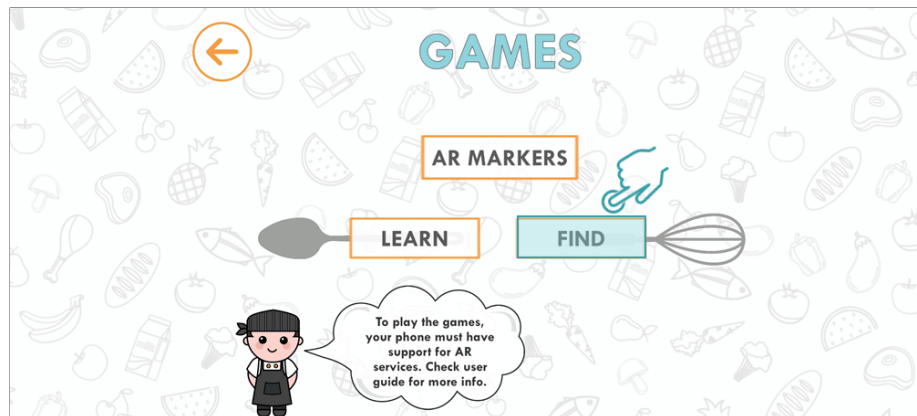 GAMES
AR MARKERS
LEARN
FIND
To play the games,
your phone must have
support for AR
services. Check user
guide for more info.